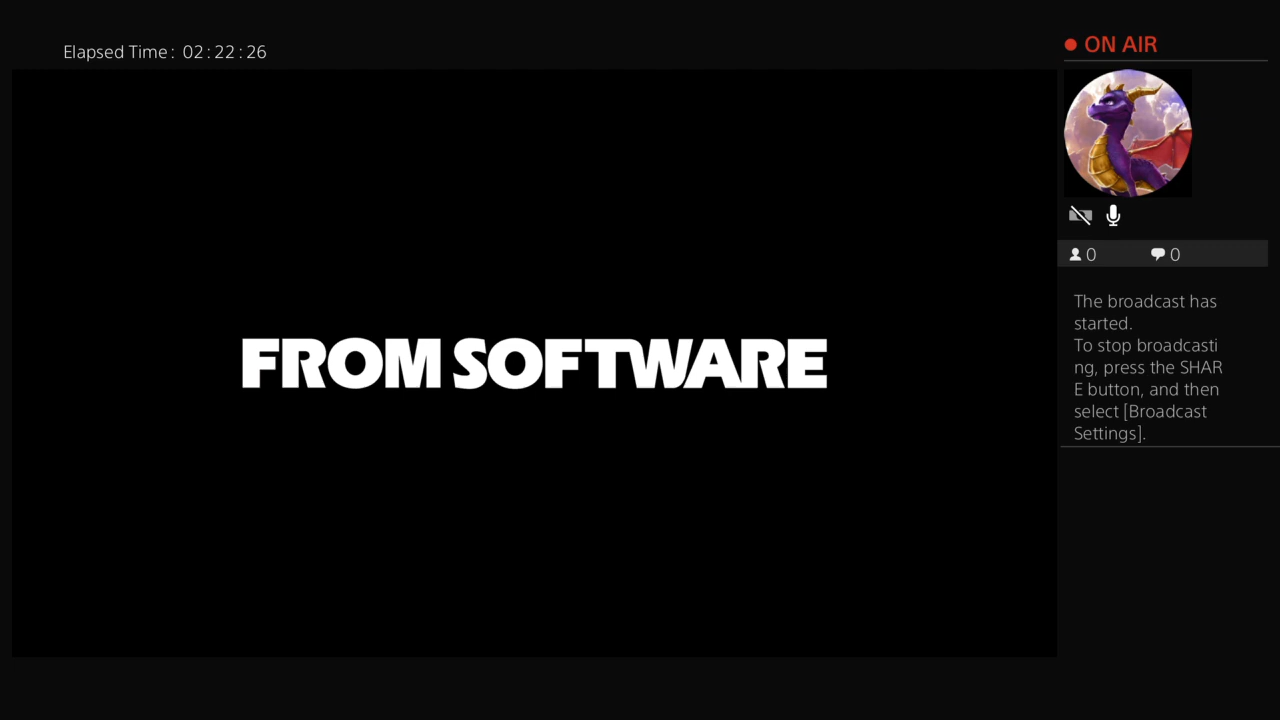 Elapsed Time: 02:22:26
ON AIR
0 0
The broadcast has
started.
To stop broadcasti
ng, press the SHAR
E button, and then
select [Broadcast
Settings].
FROM SOFTWARE